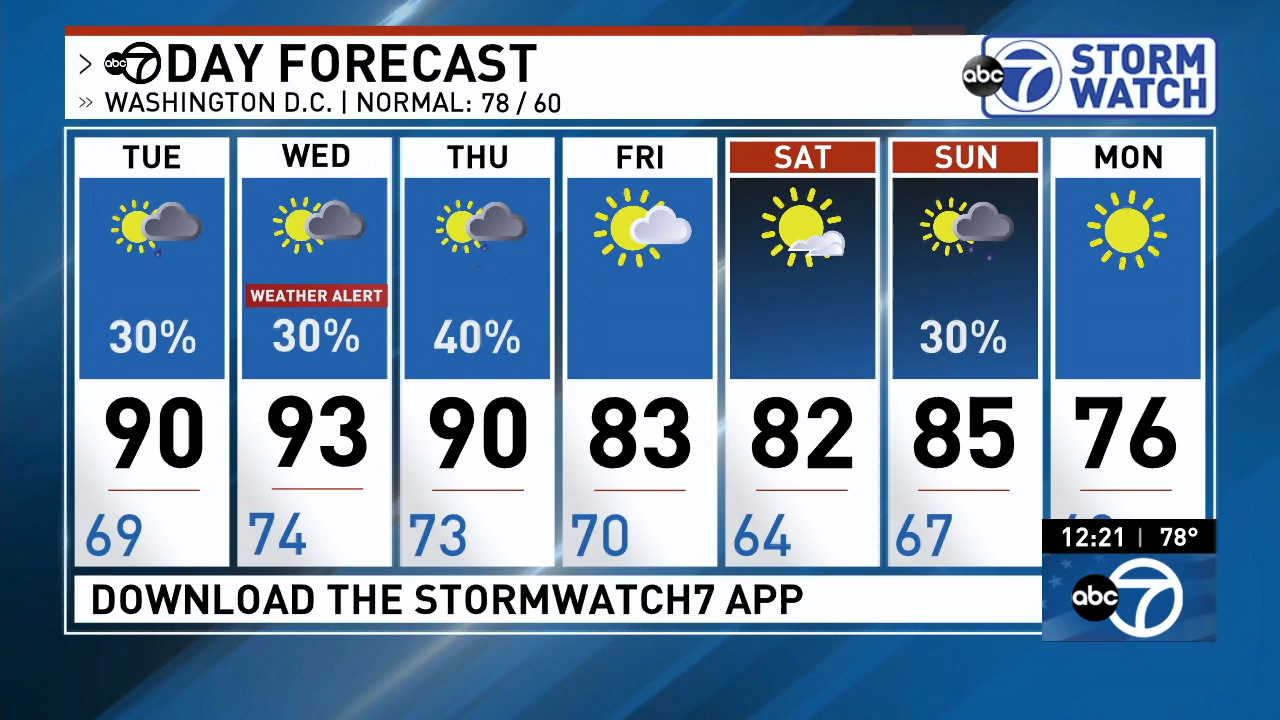 > abc 7 DAY FORECAST
» WASHINGTON D.C. | NORMAL: 78 / 60
abc 7 STORM
WATCH
TUE WED THU FRI SAT SUN MON
WEATHER ALERT
30% 30% 40% 30%
90 93 90 83 82 85 76
69 74 73 70 64 67
12:21 | 78°
DOWNLOAD THE STORMWATCH7 APP
abc 7